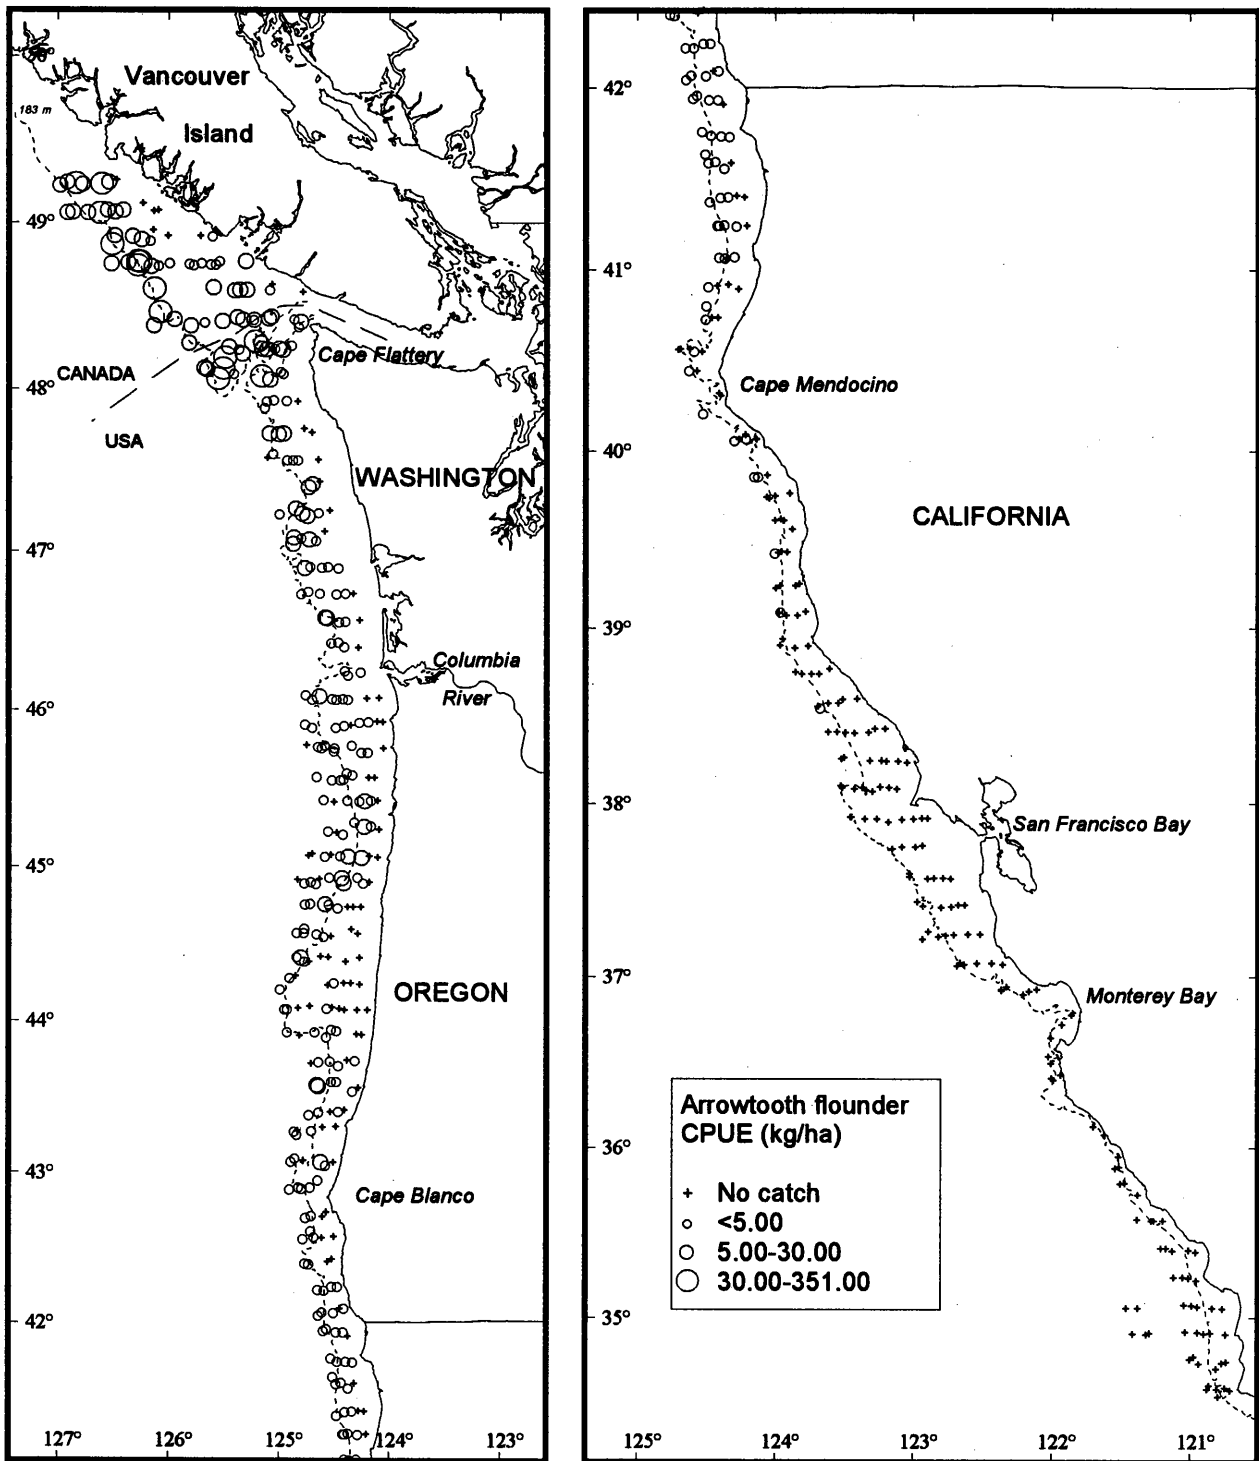 Vancouver
Island
183 m
49°
Cape Flattery
CANADA
48°
USA
WASHINGTON
47°
Columbia
River
46°
45°
OREGON
44°
43°
Cape Blanco
42°
127°
126°
125°
124°
123°
42°
41°
Cape Mendocino
40°
CALIFORNIA
39°
38°
San Francisco Bay
37°
Monterey Bay
Arrowtooth flounder
CPUE (kg/ha)
36°
+ No catch
<5.00
5.00-30.00
30.00-351.00
35°
125°
124°
123°
122°
121°